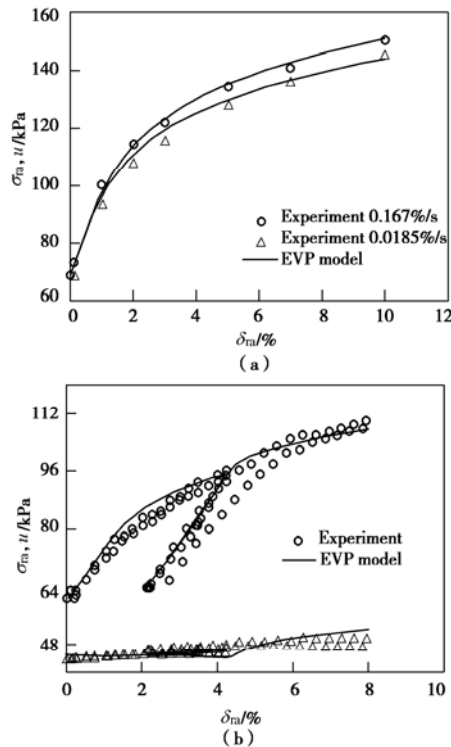 160
140
120
100
80
60
σra, u/kPa
Experiment 0.167%/s
Experiment 0.0185%/s
EVP model
0 2 4 6 8 10 12
δra/%
(a)
112
96
80
64
48
σra, u/kPa
Experiment
EVP model
0 2 4 6 8 10
δra/%
(b)